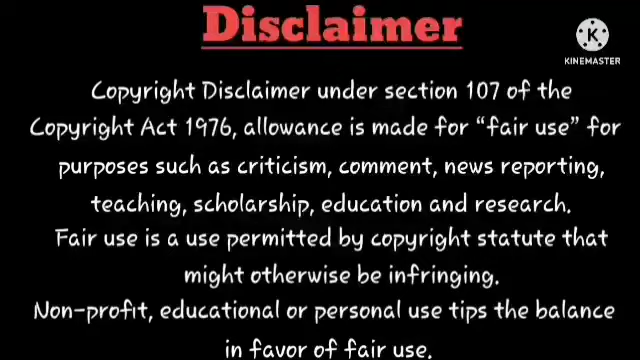 Disclaimer
K
KINEMASTER
Copyright Disclaimer under section 107 of the
Copyright Act 1976, allowance is made for “fair use” for
purposes such as criticism, comment, news reporting,
teaching, scholarship, education and research.
Fair use is a use permitted by copyright statute that
might otherwise be infringing.
Non-profit, educational or personal use tips the balance
in favor of fair use.